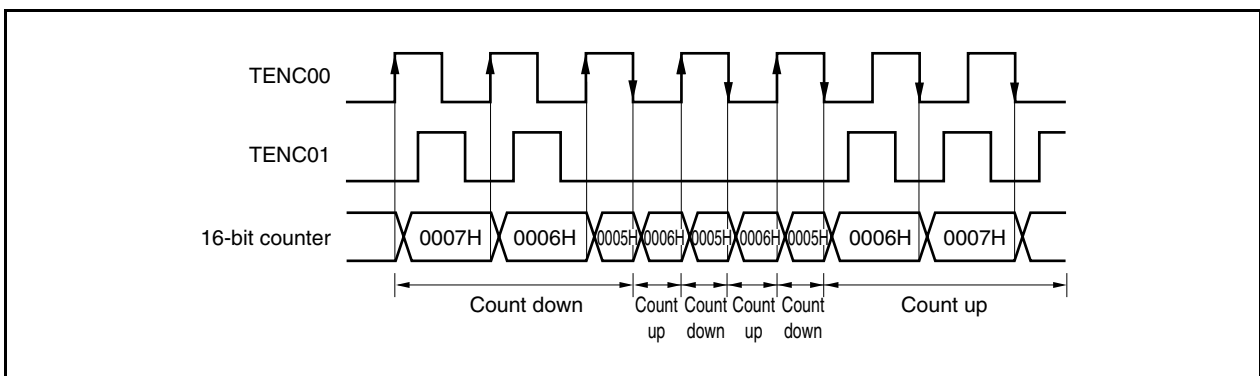 TENC00
TENC01
16-bit counter
0007H 0006H 0005H 0006H 0005H 0006H 0005H 0006H 0007H
Count down Count up Count down Count up Count down Count up